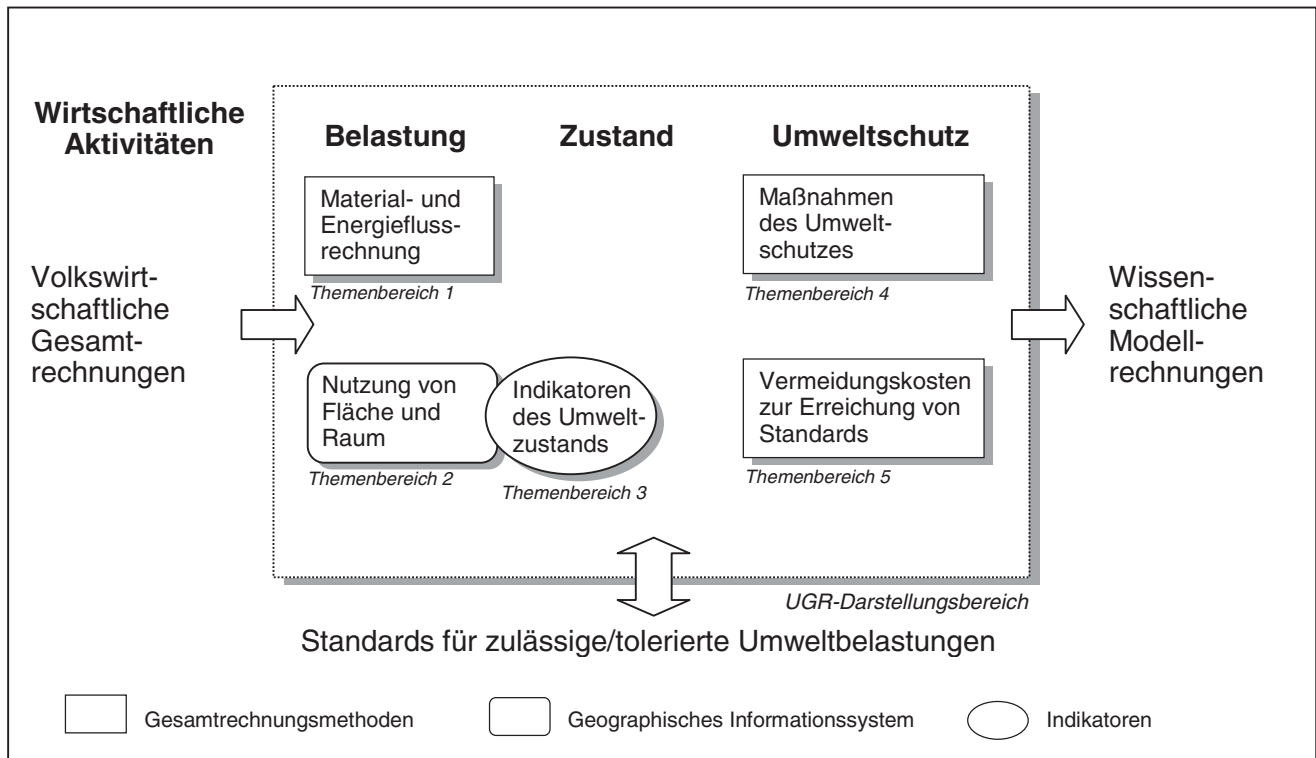 Wirtschaftliche
Aktivitäten
Belastung
Zustand
Umweltschutz
Material- und
Energiefluss-
rechnung
Themenbereich 1
Maßnahmen
des Umwelt-
schutzes
Themenbereich 4
Volkswirt-
schaftliche
Gesamt-
rechnungen
Wissen-
schaftliche
Modell-
rechnungen
Nutzung von
Fläche und
Raum
Themenbereich 2
Indikatoren
des Umwelt-
zustands
Themenbereich 3
Vermeidungskosten
zur Erreichung von
Standards
Themenbereich 5
UGR-Darstellungsbereich
Standards für zulässige/tolerierte Umweltbelastungen
Gesamtrechnungsmethoden
Geographisches Informationssystem
Indikatoren